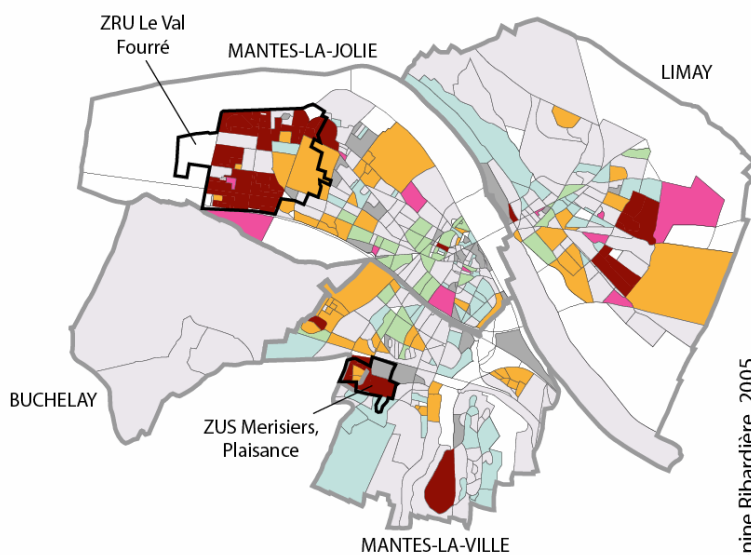 ZRU Le Val
Fourré
MANTES-LA-JOLIE
LIMAY
BUCHELAY
ZUS Merisiers,
Plaisance
MANTES-LA-VILLE
Ribardière, 2005